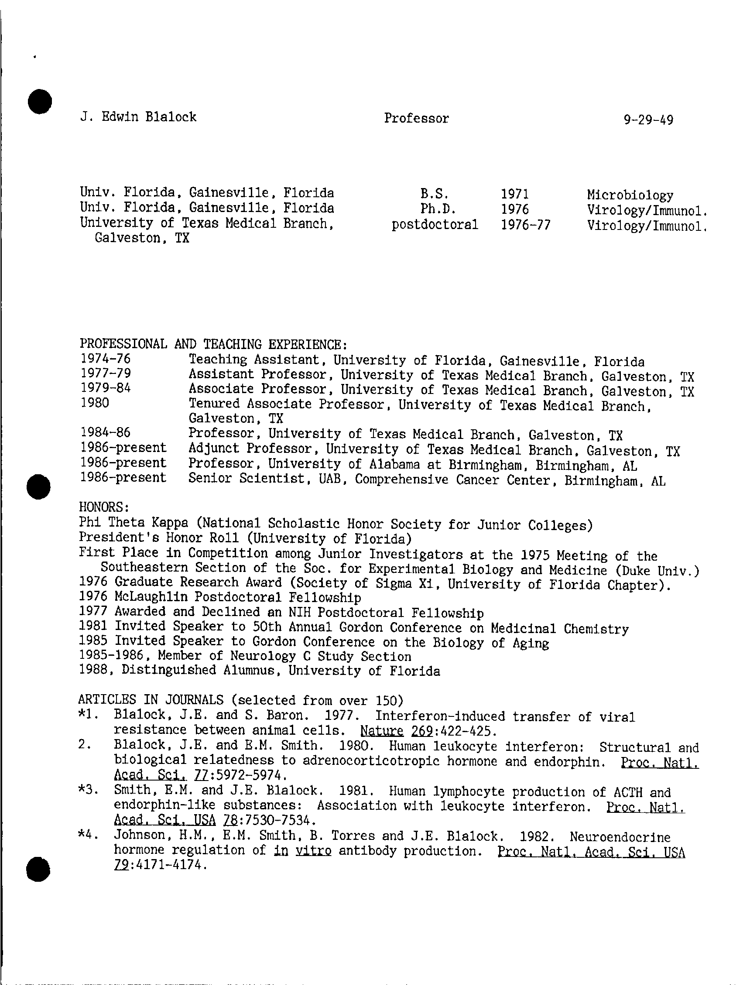 J. Edwin Blalock Professor 9-29-49
Univ. Florida, Gainesville, Florida B.S. 1971 Microbiology
Univ. Florida, Gainesville, Florida Ph.D. 1976 Virology/Immunol.
University of Texas Medical Branch, postdoctoral 1976-77 Virology/Immunol.
Galveston, TX
PROFESSIONAL AND TEACHING EXPERIENCE:
1974-76 Teaching Assistant, University of Florida, Gainesville, Florida
1977-79 Assistant Professor, University of Texas Medical Branch, Galveston, TX
1979-84 Associate Professor, University of Texas Medical Branch, Galveston, TX
1980 Tenured Associate Professor, University of Texas Medical Branch,
Galveston, TX
1984-86 Professor, University of Texas Medical Branch, Galveston, TX
1986-present Adjunct Professor, University of Texas Medical Branch, Galveston, TX
1986-present Professor, University of Alabama at Birmingham, Birmingham, AL
1986-present Senior Scientist, UAB, Comprehensive Cancer Center, Birmingham, AL
HONORS:
Phi Theta Kappa (National Scholastic Honor Society for Junior Colleges)
President's Honor Roll (University of Florida)
First Place in Competition among Junior Investigators at the 1975 Meeting of the
Southeastern Section of the Soc. for Experimental Biology and Medicine (Duke Univ.)
1976 Graduate Research Award (Society of Sigma Xi, University of Florida Chapter).
1976 McLaughlin Postdoctoral Fellowship
1977 Awarded and Declined an NIH Postdoctoral Fellowship
1981 Invited Speaker to 50th Annual Gordon Conference on Medicinal Chemistry
1985 Invited Speaker to Gordon Conference on the Biology of Aging
1985-1986, Member of Neurology C Study Section
1988, Distinguished Alumnus, University of Florida
ARTICLES IN JOURNALS (selected from over 150)
*1. Blalock, J.E. and S. Baron. 1977. Interferon-induced transfer of viral
resistance between animal cells. Nature 269:422-425.
2. Blalock, J.E. and E.M. Smith. 1980. Human leukocyte interferon: Structural and
biological relatedness to adrenocorticotropic hormone and endorphin. Proc. Natl.
Acad. Sci. 77:5972-5974.
*3. Smith, E.M. and J.E. Blalock. 1981. Human lymphocyte production of ACTH and
endorphin-like substances: Association with leukocyte interferon. Proc. Natl.
Acad. Sci. USA 78:7530-7534.
*4. Johnson, H.M., E.M. Smith, B. Torres and J.E. Blalock. 1982. Neuroendocrine
hormone regulation of in vitro antibody production. Proc. Natl. Acad. Sci. USA
79:4171-4174.